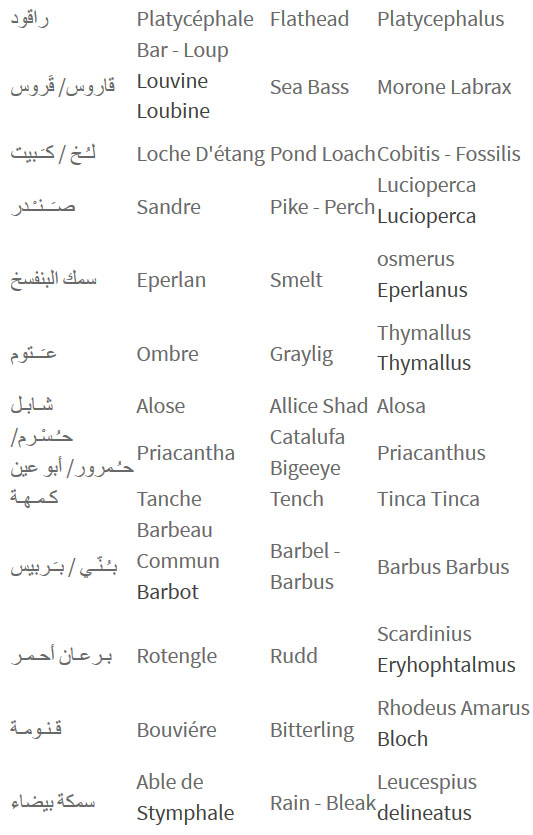 راقود Platycéphale Flathead Platycephalus
Bar - Loup
قاروس/ قَروس Louvine Sea Bass Morone Labrax
Loubine
لُخ / كَبيت Loche D'étang Pond Loach Cobitis - Fossilis
صَنْدر Sandre Pike - Perch Lucioperca
Lucioperca
سمك البنفسخ Eperlan Smelt osmerus
Eperlanus
عَتوم Ombre Graylig Thymallus
Thymallus
شابل Alose Allice Shad Alosa
حُسْرم/ Priacantha Catalufa Priacanthus
حُمرور/ أبو عين Bigeeye
كمهة Tanche Tench Tinca Tinca
Barbeau
بُنّي / بَربيس Commun Barbel - Barbus Barbus
Barbot Barbus
برعان أحمر Rotengle Rudd Scardinius
Eryhophtalmus
قنومة Bouviére Bitterling Rhodeus Amarus
Bloch
سمكة بيضاء Able de Rain - Bleak Leucespius
Stymphale delineatus